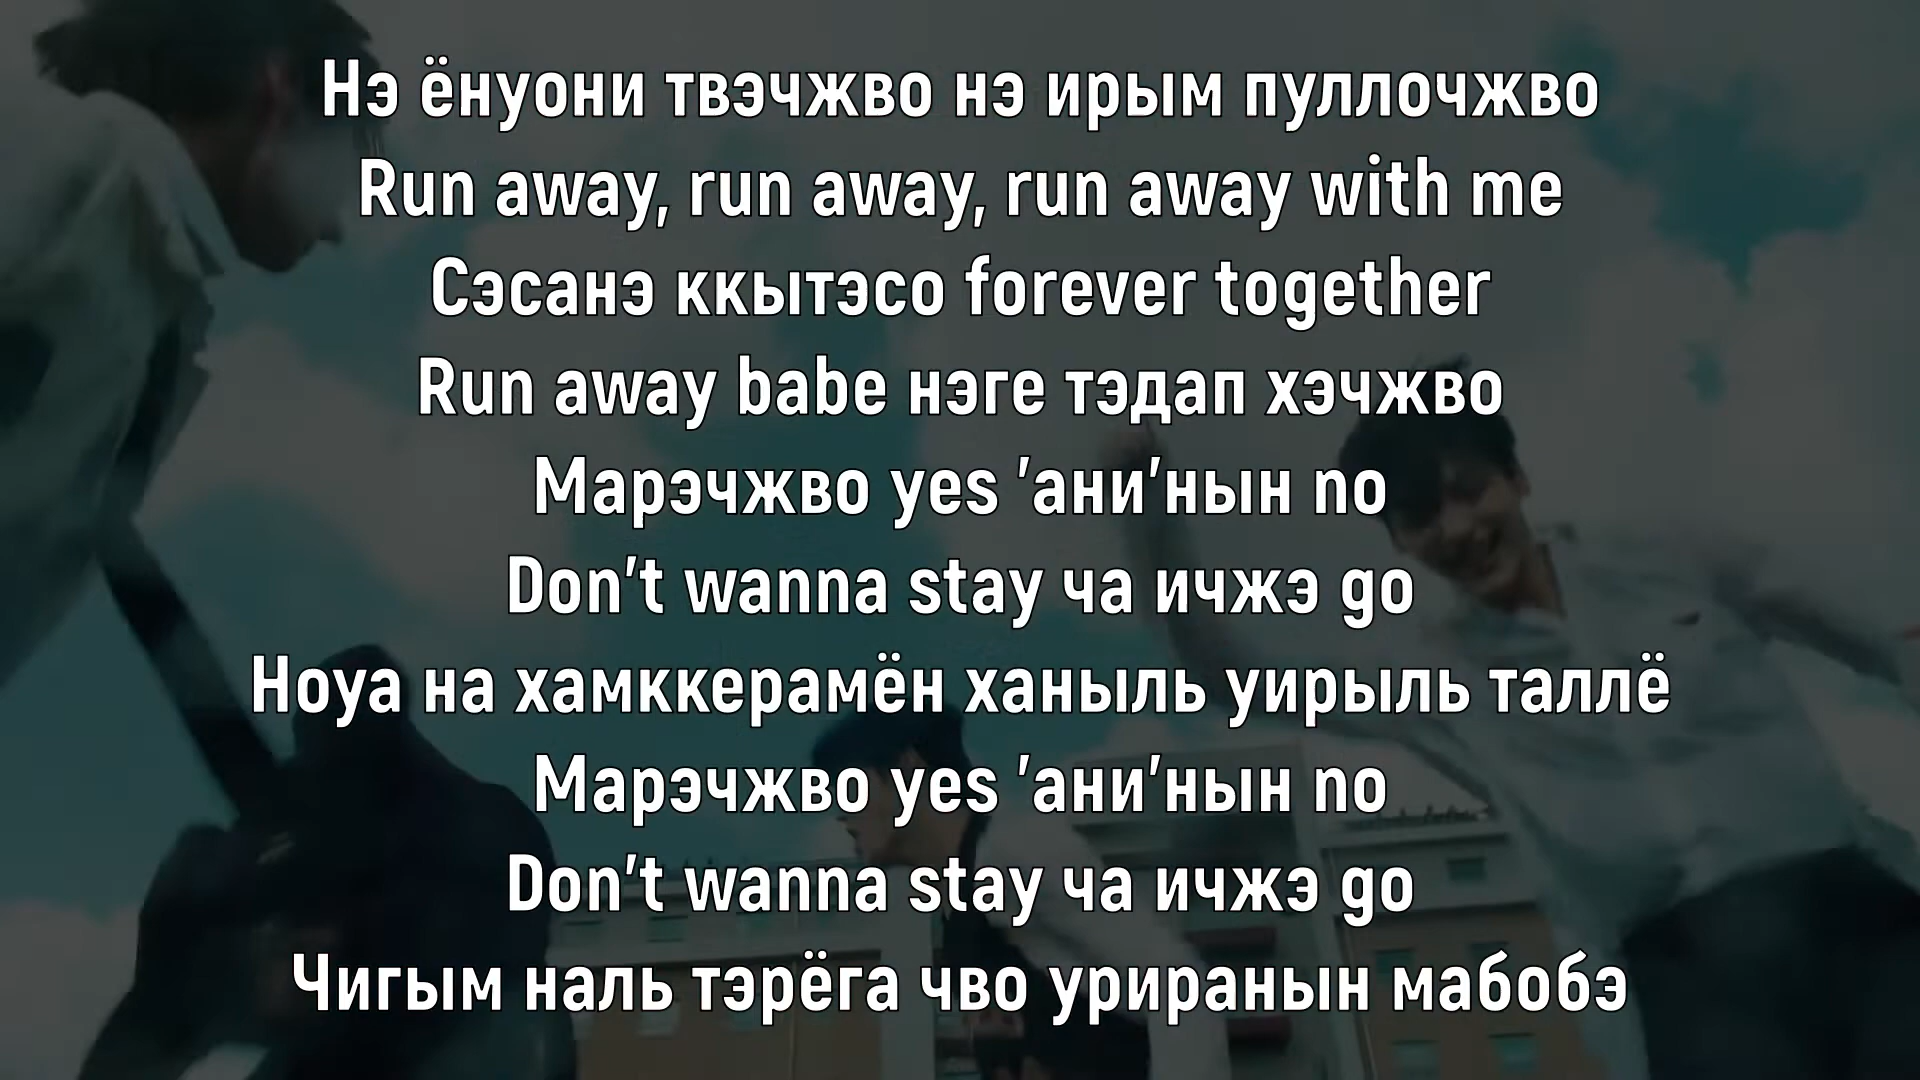 Нэ ёнуони твэчжво нэ ирым пуллочжво
Run away, run away, run away with me
Сэсанэ ккытэсо forever together
Run away babe нэге тэдап хэчжво
Марэчжво yes 'ани'нын no
Don't wanna stay ча ичжэ go
Ноуа на хамккерамён ханыль уирыль таллё
Марэчжво yes 'ани'нын no
Don't wanna stay ча ичжэ go
Чигым наль тэрёга чво уриранын мабобэ